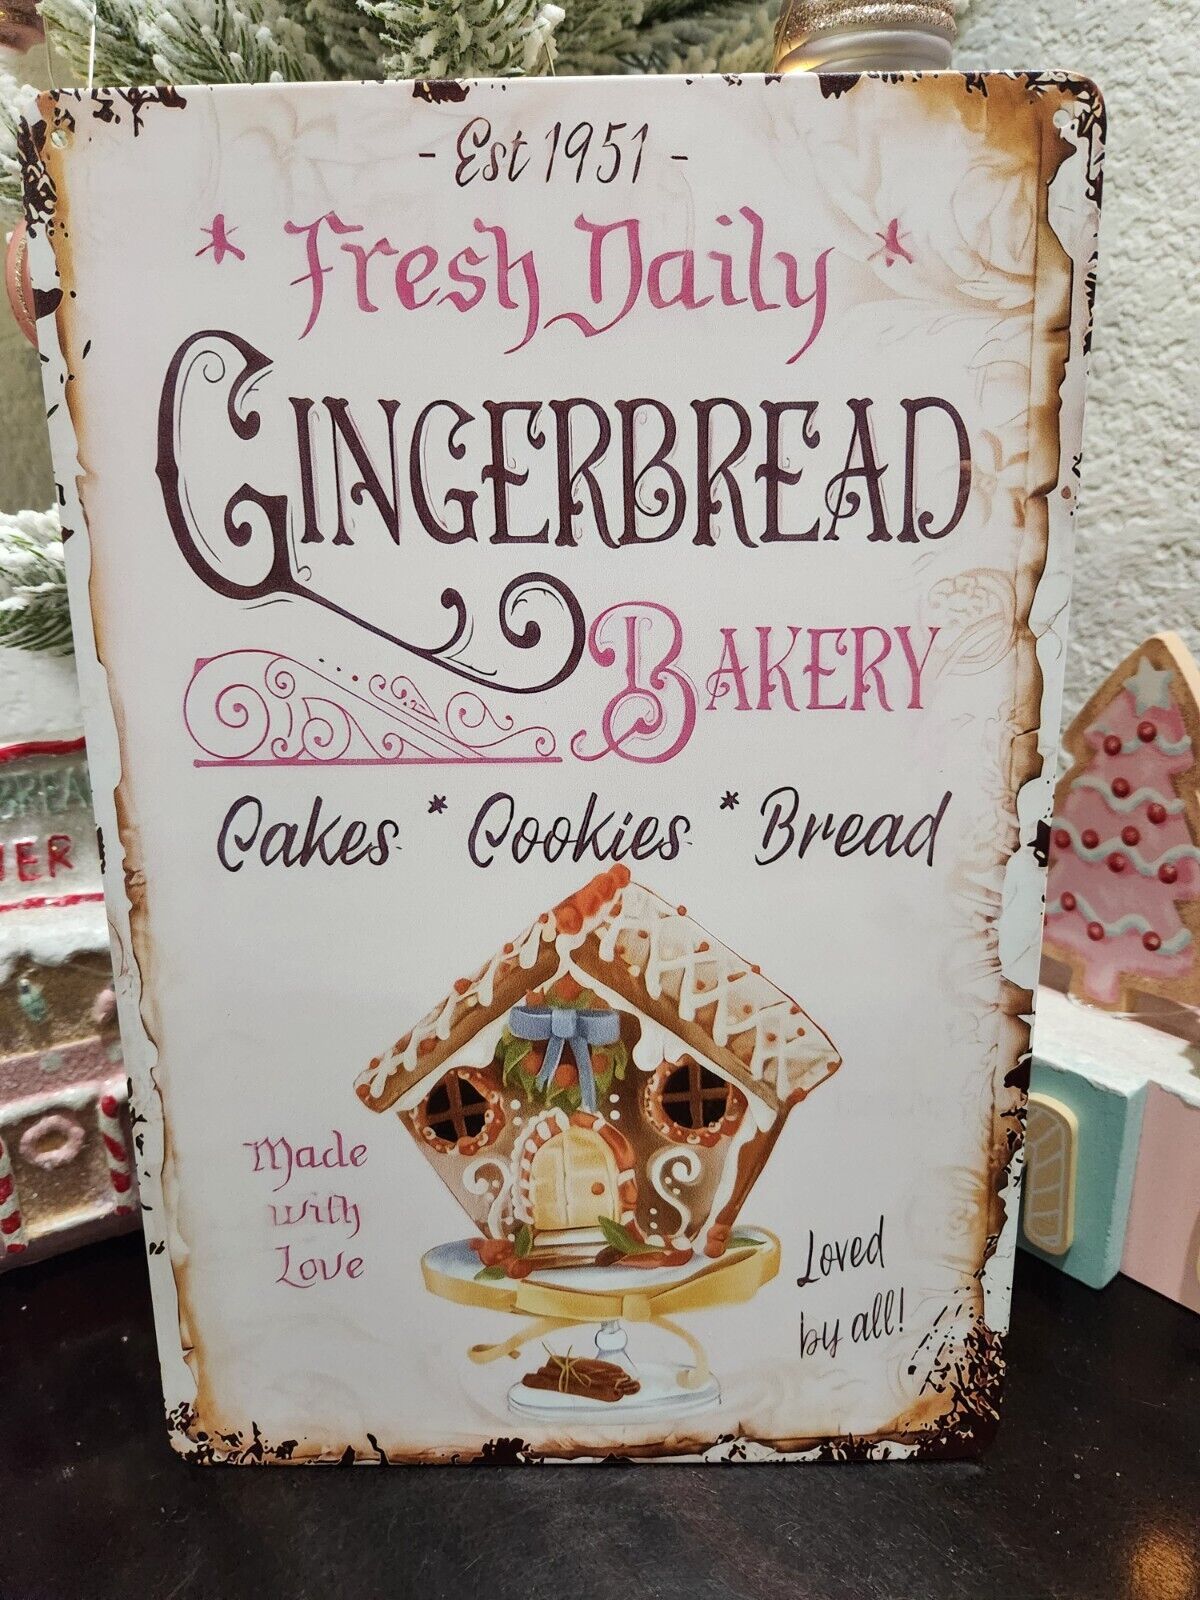 - Est 1951 -
* Fresh Daily *
GINGERBREAD
BAKERY
Cakes * Cookies * Bread
Made
with
Love
Loved
by all!